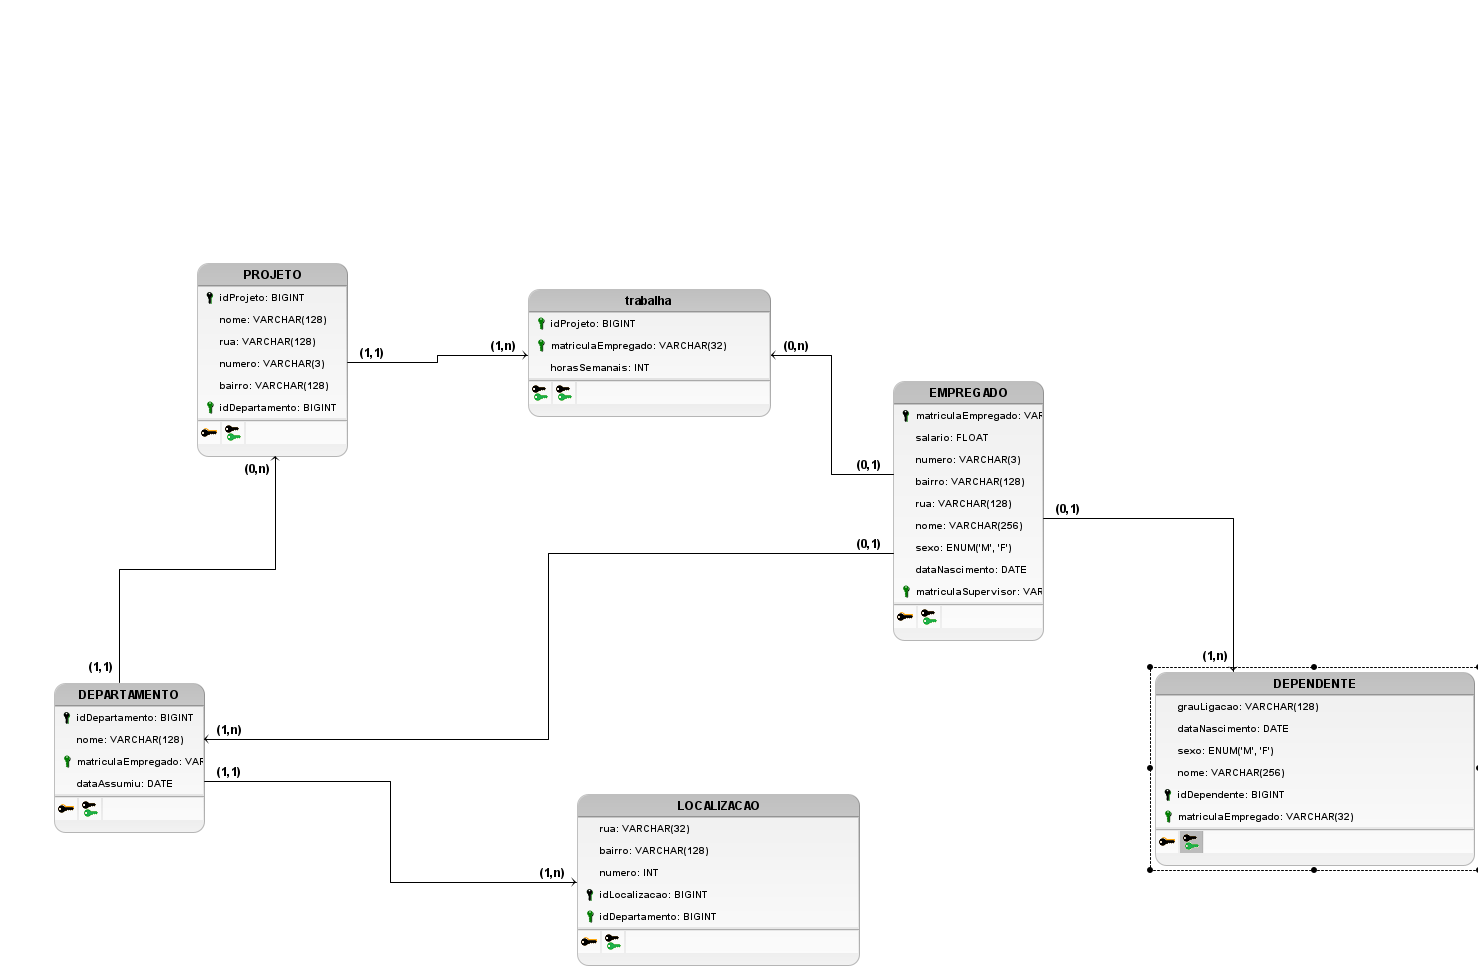 PROJETO
idProjeto: BIGINT
nome: VARCHAR(128)
rua: VARCHAR(128)
numero: VARCHAR(3)
bairro: VARCHAR(128)
idDepartamento: BIGINT
(1,1)
(1,n)
trabalha
idProjeto: BIGINT
matriculaEmpregado: VARCHAR(32)
horasSemanais: INT
(0,n)
EMPREGADO
matriculaEmpregado: VAR
salario: FLOAT
numero: VARCHAR(3)
bairro: VARCHAR(128)
rua: VARCHAR(128)
nome: VARCHAR(256)
sexo: ENUM('M', 'F')
dataNascimento: DATE
matriculaSupervisor: VAR
(0,n)
(0,1)
(0,1)
(0,1)
(1,1)
(1,n)
DEPARTAMENTO
idDepartamento: BIGINT
nome: VARCHAR(128)
matriculaEmpregado: VAR
dataAssumiu: DATE
(1,n)
(1,1)
DEPENDENTE
grauLigacao: VARCHAR(128)
dataNascimento: DATE
sexo: ENUM('M', 'F')
nome: VARCHAR(256)
idDependente: BIGINT
matriculaEmpregado: VARCHAR(32)
(1,n)
LOCALIZACAO
rua: VARCHAR(32)
bairro: VARCHAR(128)
numero: INT
idLocalizacao: BIGINT
idDepartamento: BIGINT